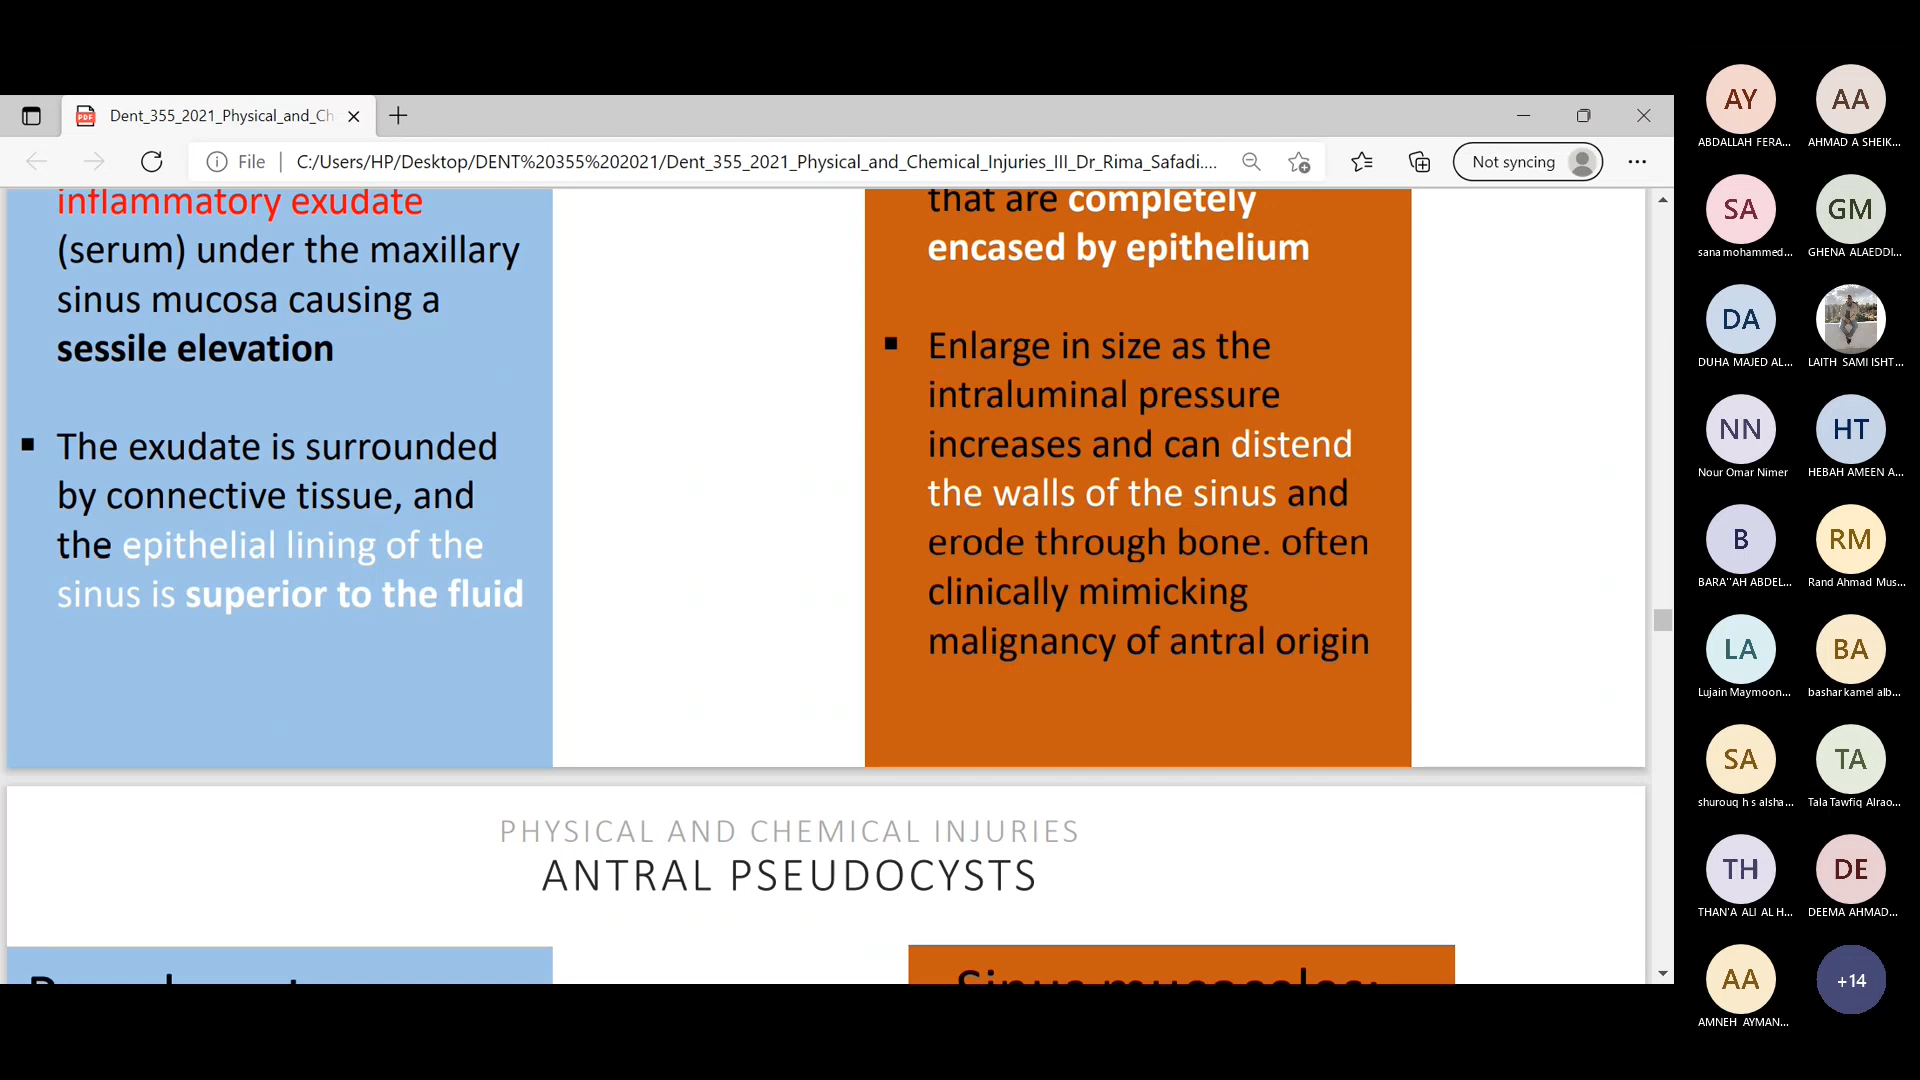 Dent_355_2021_Physical_and_Ch
File
C:/Users/HP/Desktop/DENT%20355%202021/Dent_355_2021_Physical_and_Chemical_Injuries_III_Dr_Rima_Safadi....
Not syncing
inflammatory exudate
(serum) under the maxillary
sinus mucosa causing a
sessile elevation
▪ The exudate is surrounded
by connective tissue, and
the epithelial lining of the
sinus is superior to the fluid
that are completely
encased by epithelium
▪ Enlarge in size as the
intraluminal pressure
increases and can distend
the walls of the sinus and
erode through bone. often
clinically mimicking
malignancy of antral origin
PHYSICAL AND CHEMICAL INJURIES
ANTRAL PSEUDOCYSTS
Sinus mucoceles:
AY
ABDALLAH FERA...
AA
AHMAD A SHEIK...
SA
sana mohammed...
GM
GHENA ALAEDDI...
DA
DUHA MAJED AL...
LAITH SAMI ISHT...
NN
Nour Omar Nimer
HT
HEBAH AMEEN A...
B
BARA''AH ABDEL...
RM
Rand Ahmad Mus...
LA
Lujain Maymoon...
BA
bashar kamel alb...
SA
shurouq h s alsha...
TA
Tala Tawfiq Alrao...
TH
THAN'A ALI AL H...
DE
DEEMA AHMAD...
AA
AMNEH AYMAN...
+14